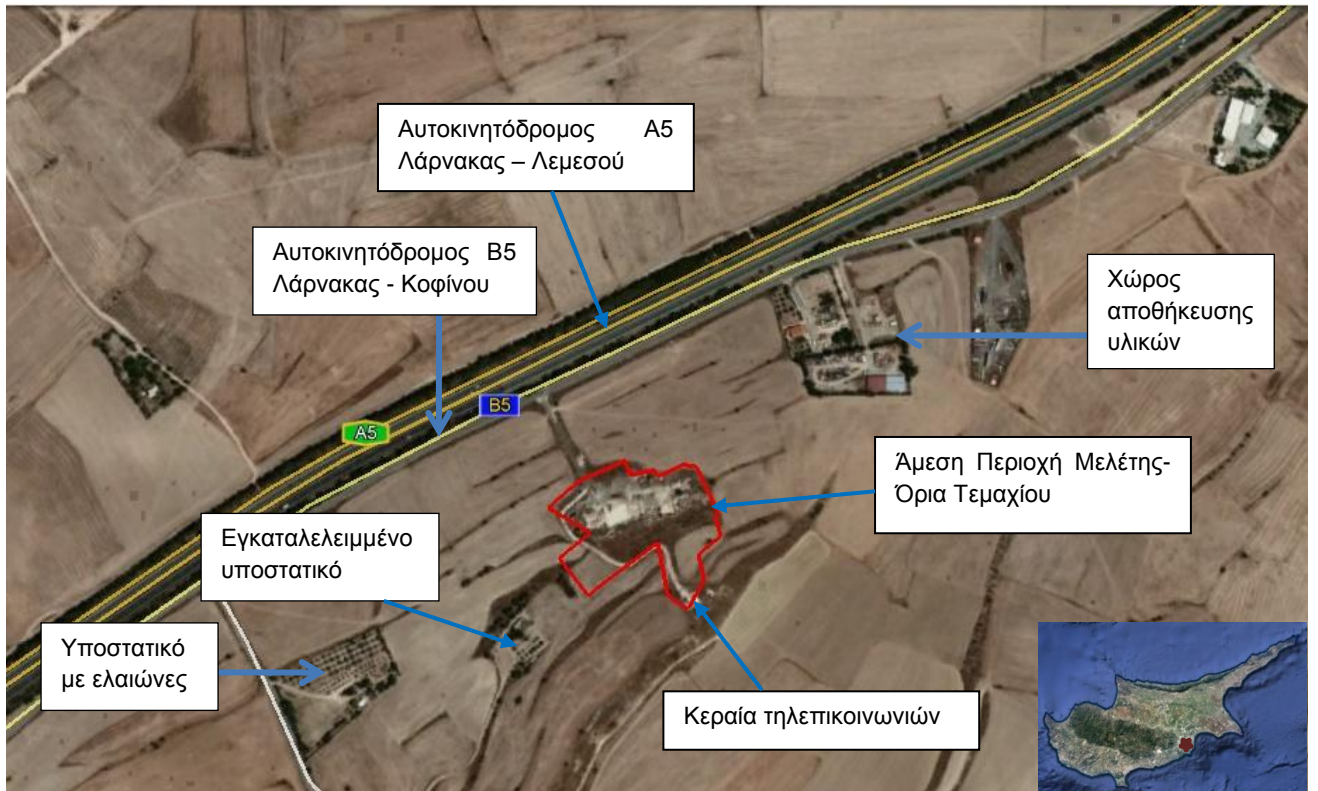 Αυτοκινητόδρομος A5
Λάρνακας – Λεμεσού
Αυτοκινητόδρομος B5
Λάρνακας - Κοφίνου
Χώρος
αποθήκευσης
υλικών
B5
A5
Άμεση Περιοχή Μελέτης-
Όρια Τεμαχίου
Εγκαταλελειμμένο
υποστατικό
Υποστατικό
με ελαιώνες
Κεραία τηλεπικοινωνιών